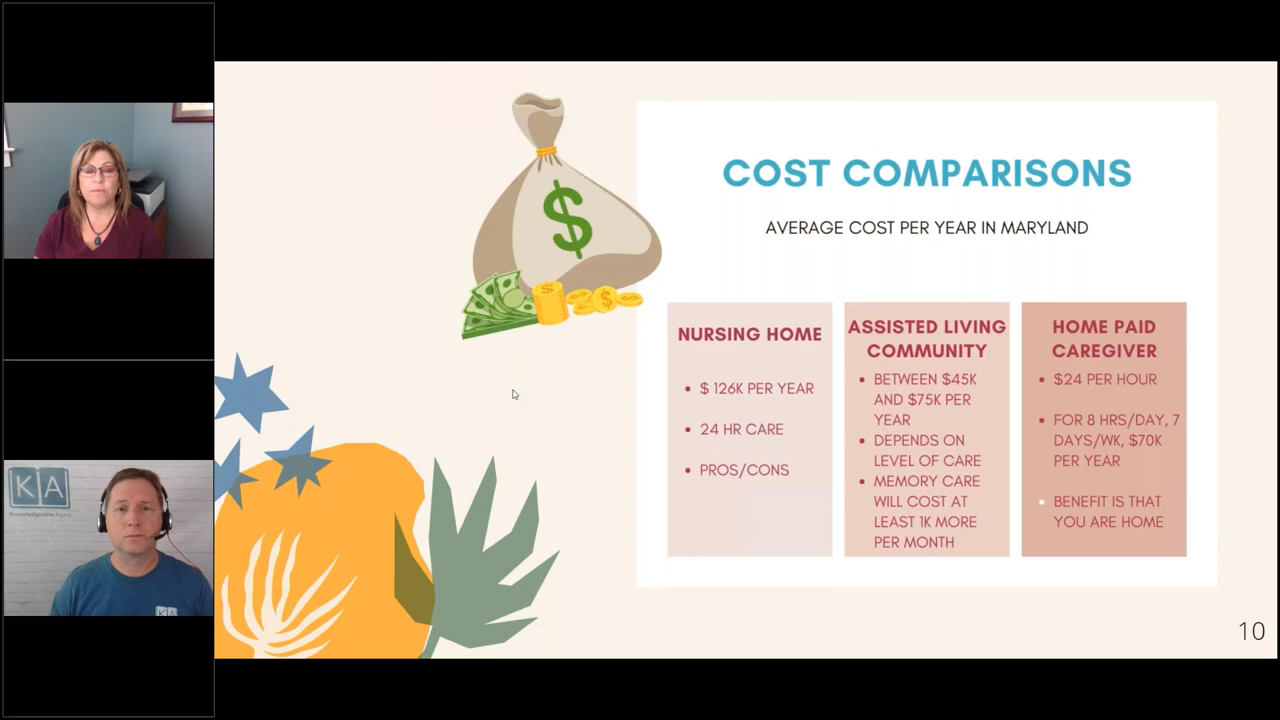 COST COMPARISONS
AVERAGE COST PER YEAR IN MARYLAND
NURSING HOME
• $ 126K PER YEAR
• 24 HR CARE
• PROS/CONS
ASSISTED LIVING
COMMUNITY
• BETWEEN $45K
AND $75K PER
YEAR
• DEPENDS ON
LEVEL OF CARE
• MEMORY CARE
WILL COST AT
LEAST 1K MORE
PER MONTH
HOME PAID
CAREGIVER
• $24 PER HOUR
• FOR 8 HRS/DAY, 7
DAYS/WK, $70K
PER YEAR
• BENEFIT IS THAT
YOU ARE HOME
10
$
KA
Knowledgeable Aging
KA